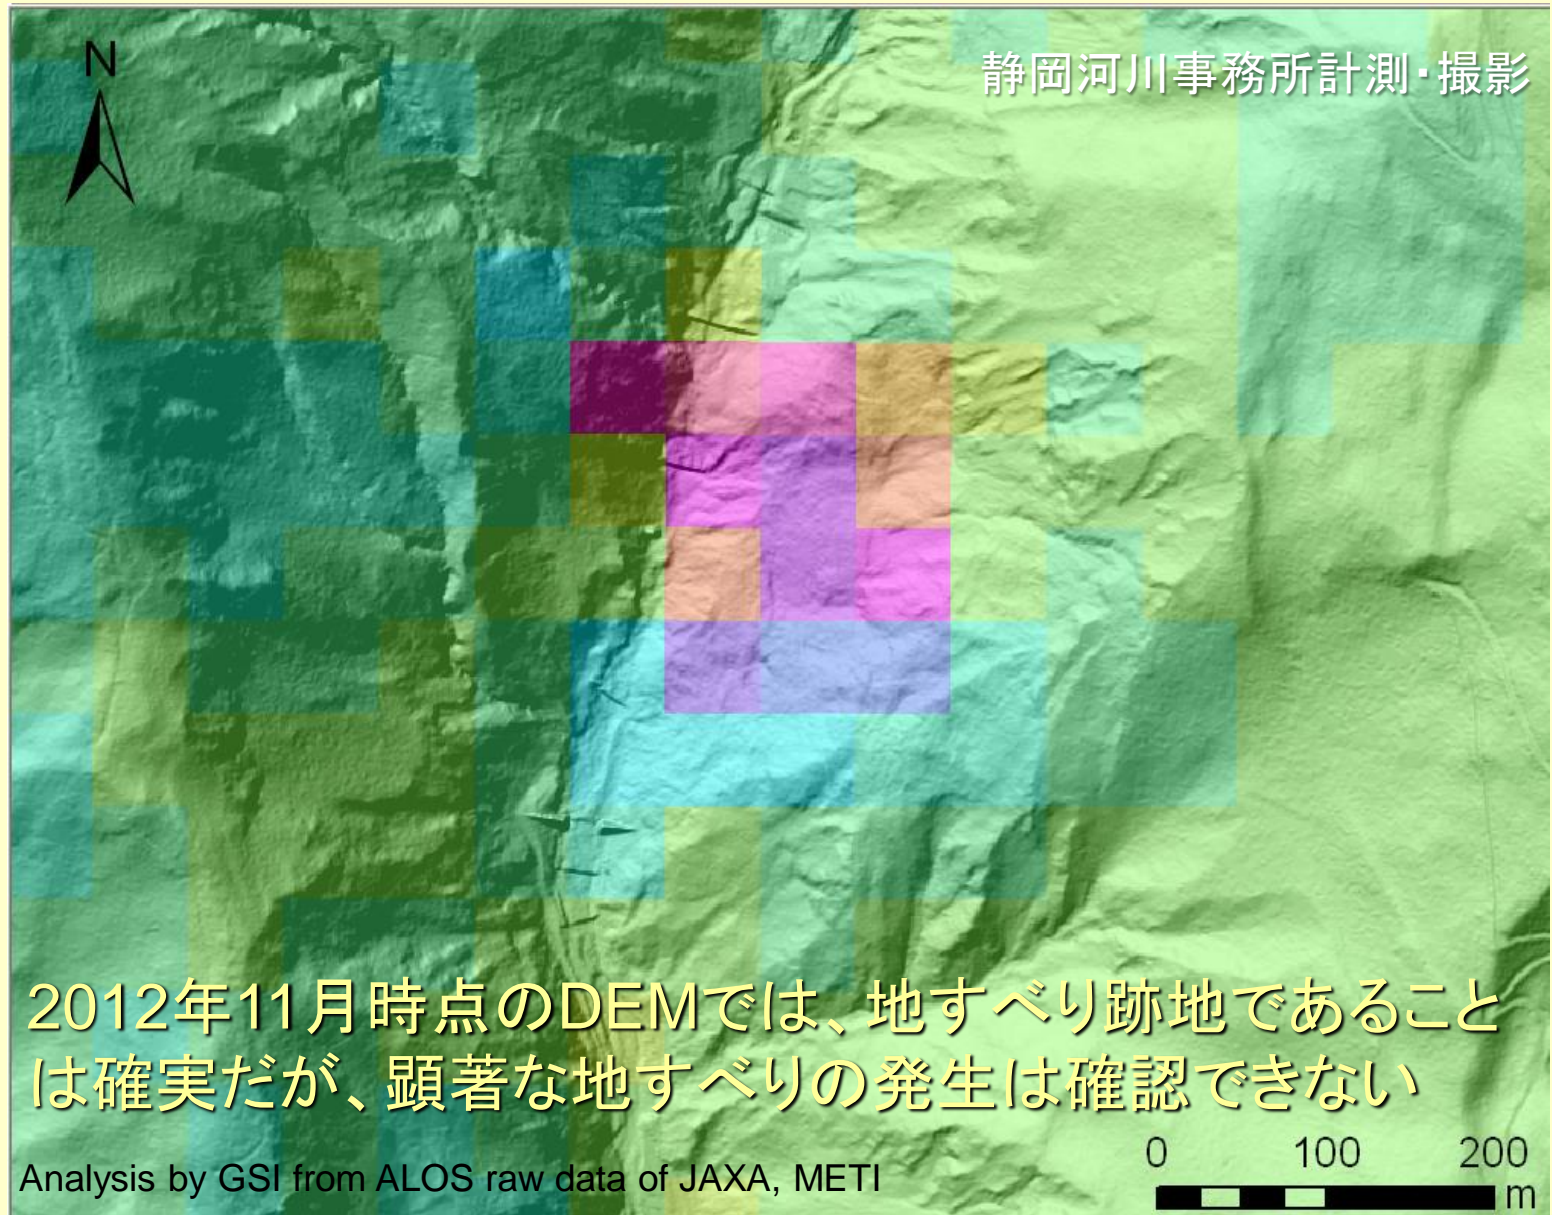 N
静岡河川事務所計測・撮影
2012年11月時点のDEMでは、地すべり跡地であること
は確実だが、顕著な地すべりの発生は確認できない
Analysis by GSI from ALOS raw data of JAXA, METI
0 100 200
m